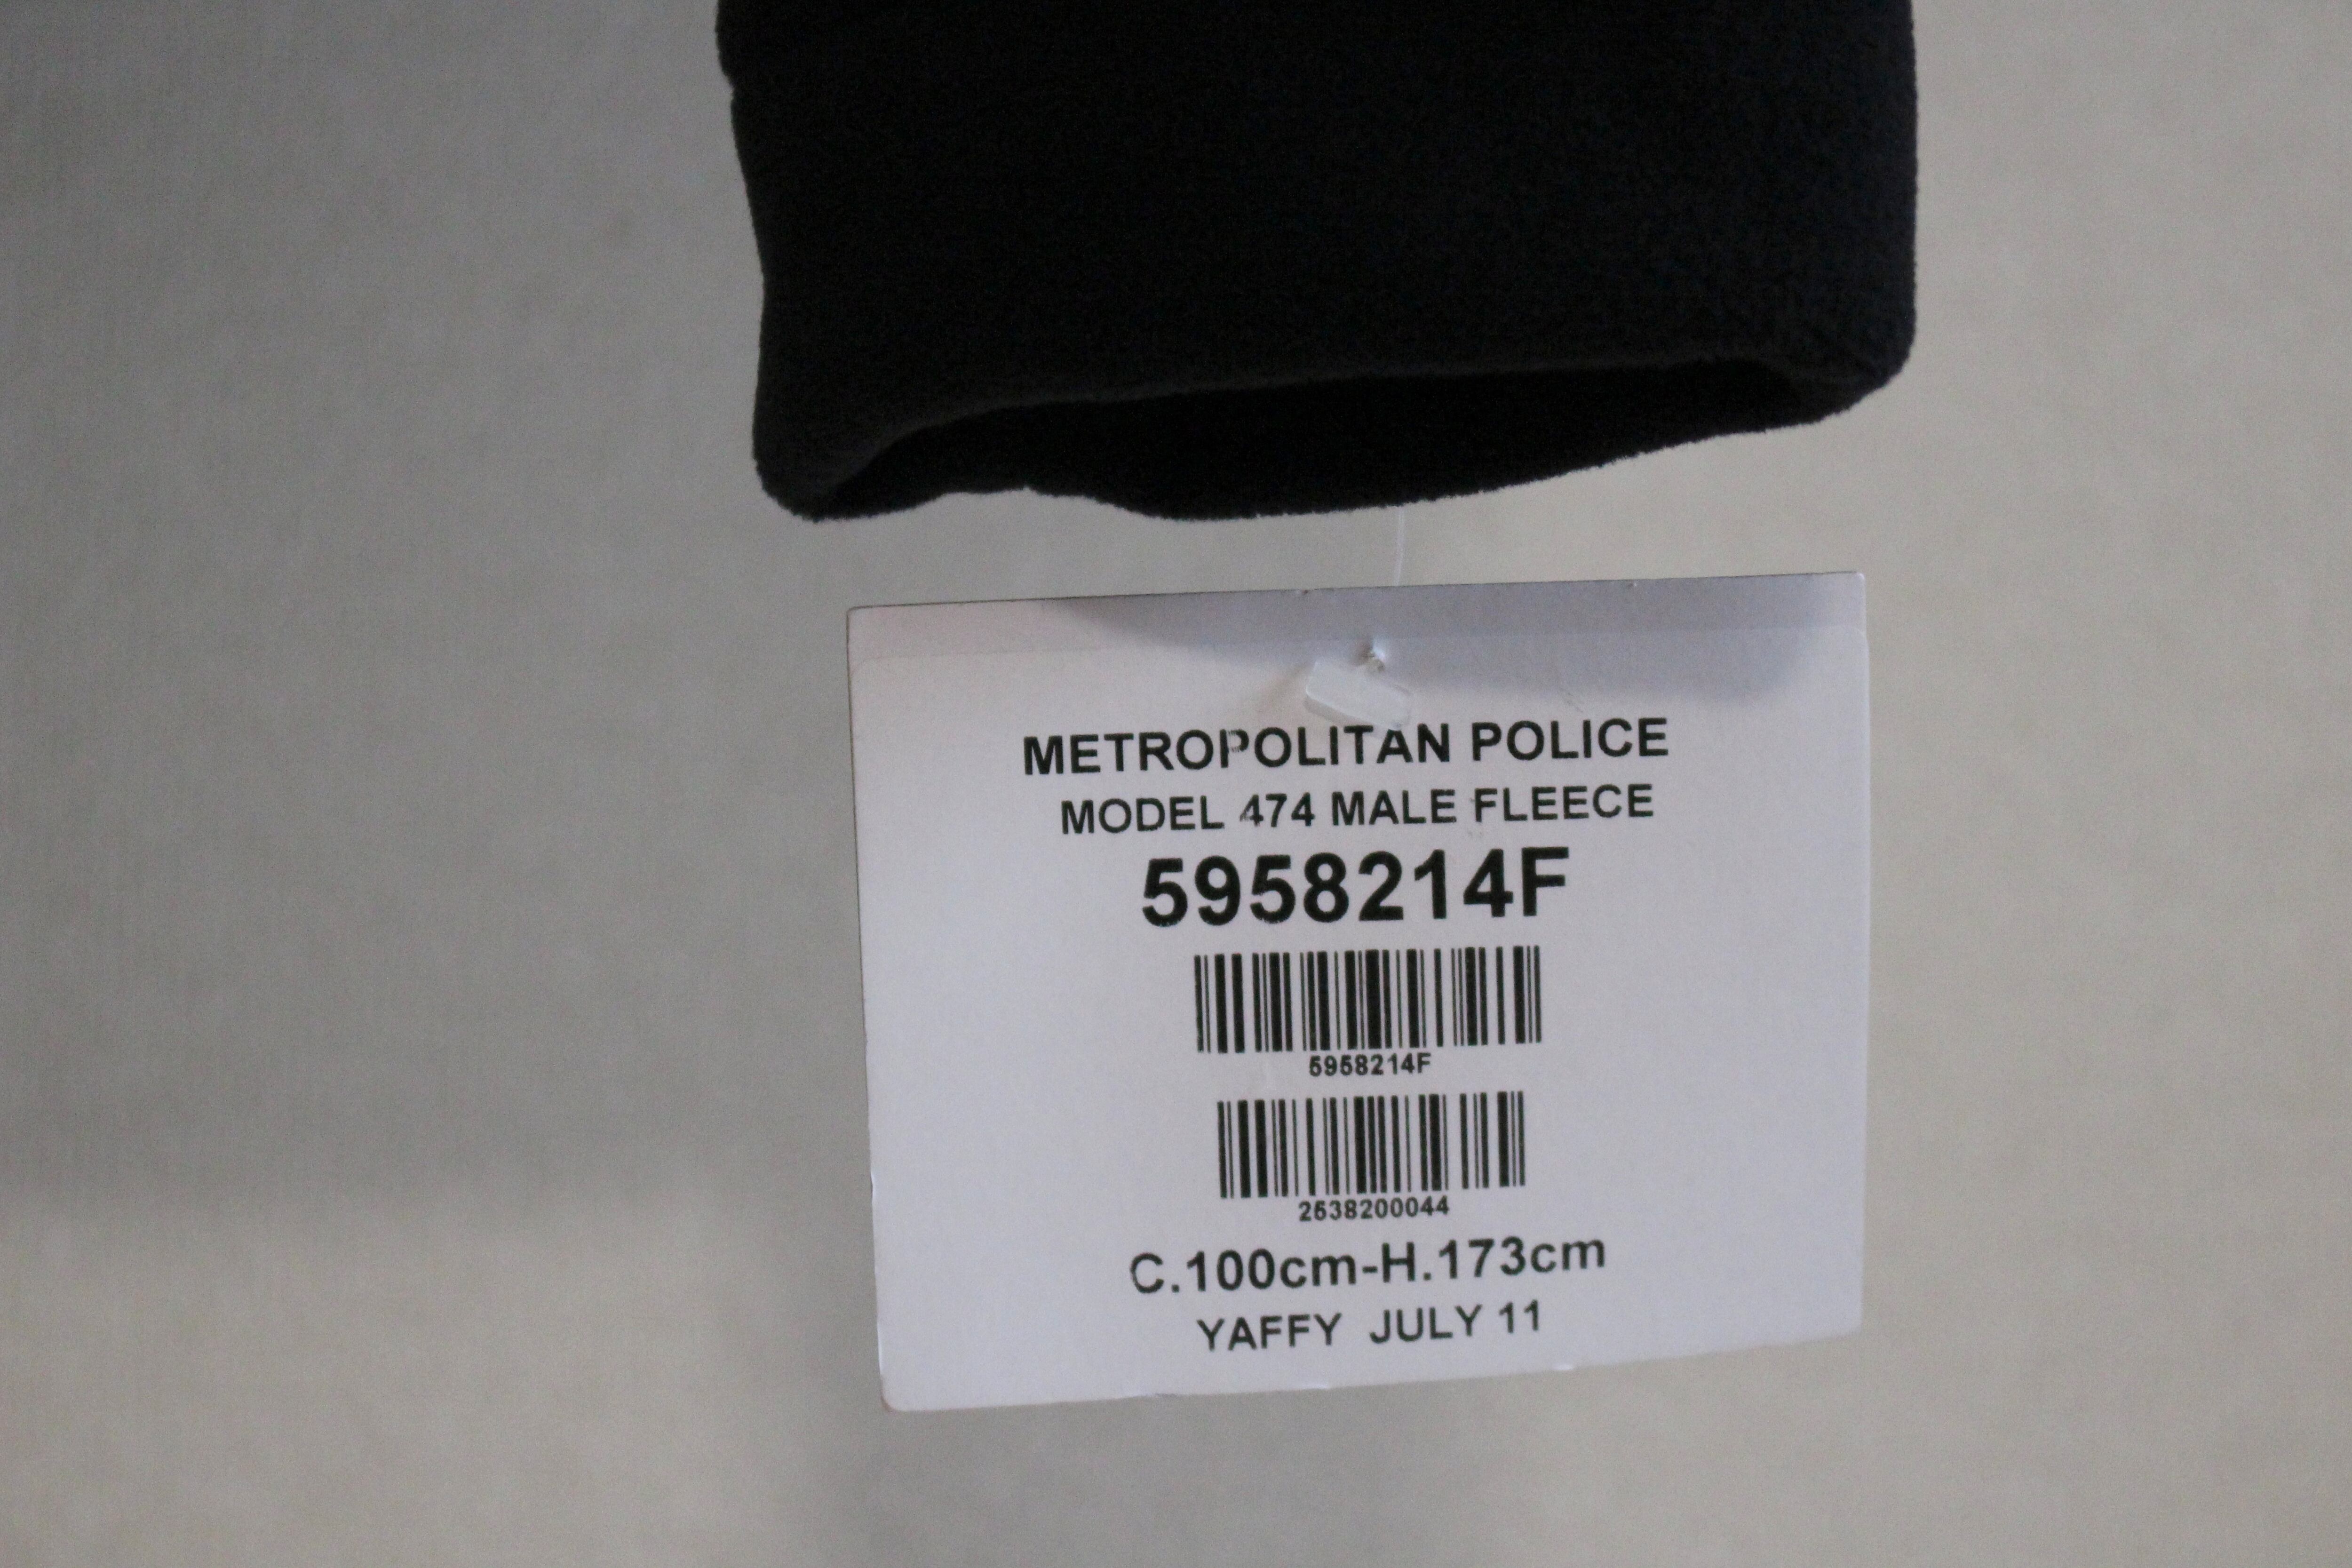 METROPOLITAN POLICE
MODEL 474 MALE FLEECE
5958214F
5958214F
2538200044
C.100cm-H.173cm
YAFFY JULY 11